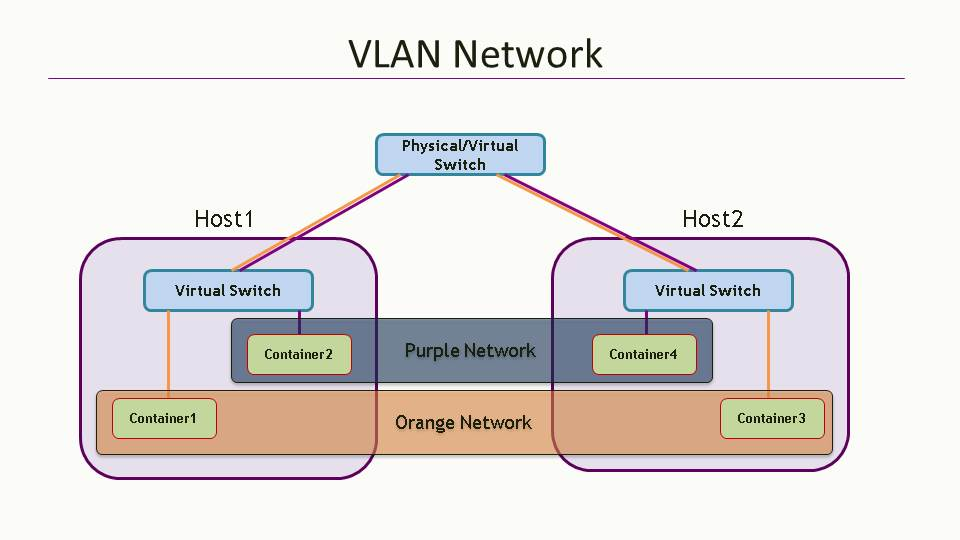 VLAN Network
Physical/Virtual
Switch
Host1
Host2
Virtual Switch
Virtual Switch
Container2
Purple Network
Container4
Container1
Orange Network
Container3